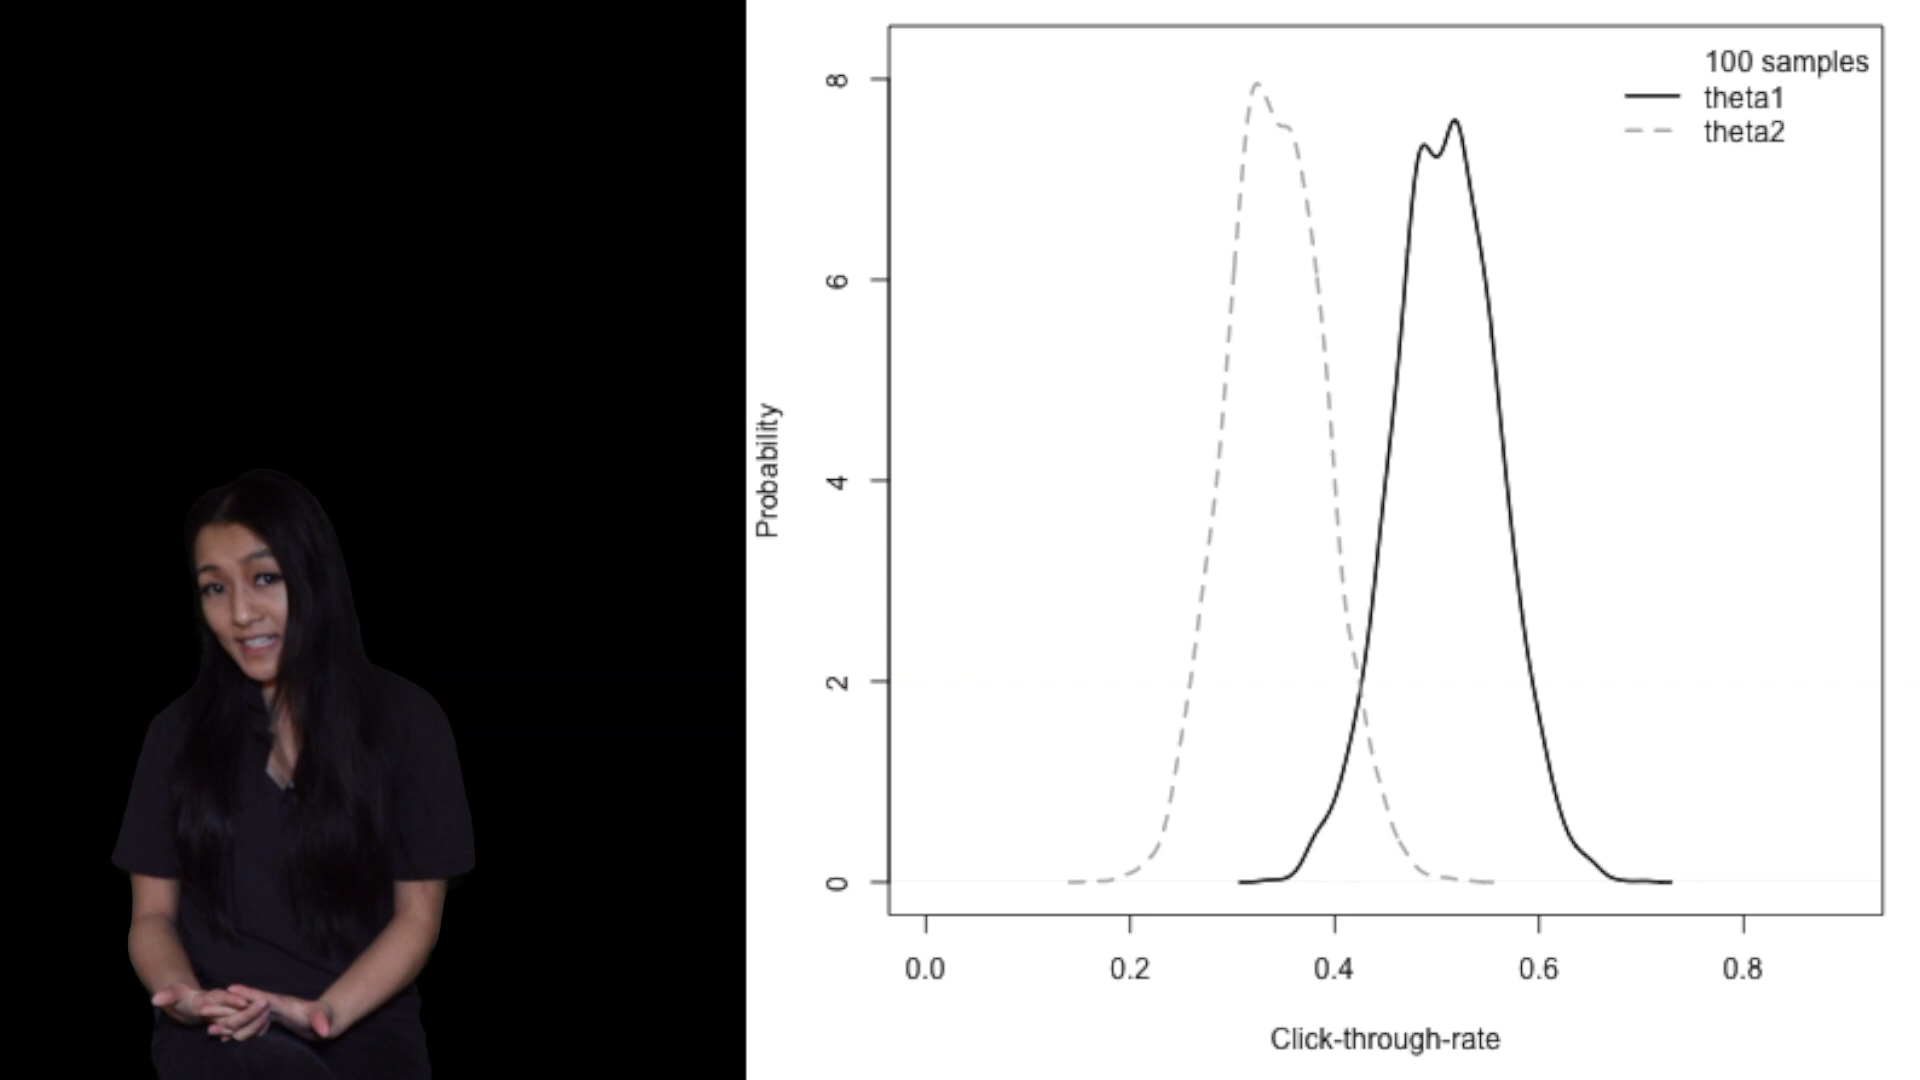 100 samples
theta1
theta2
Probability
8
6
4
2
0
0.0 0.2 0.4 0.6 0.8
Click-through-rate